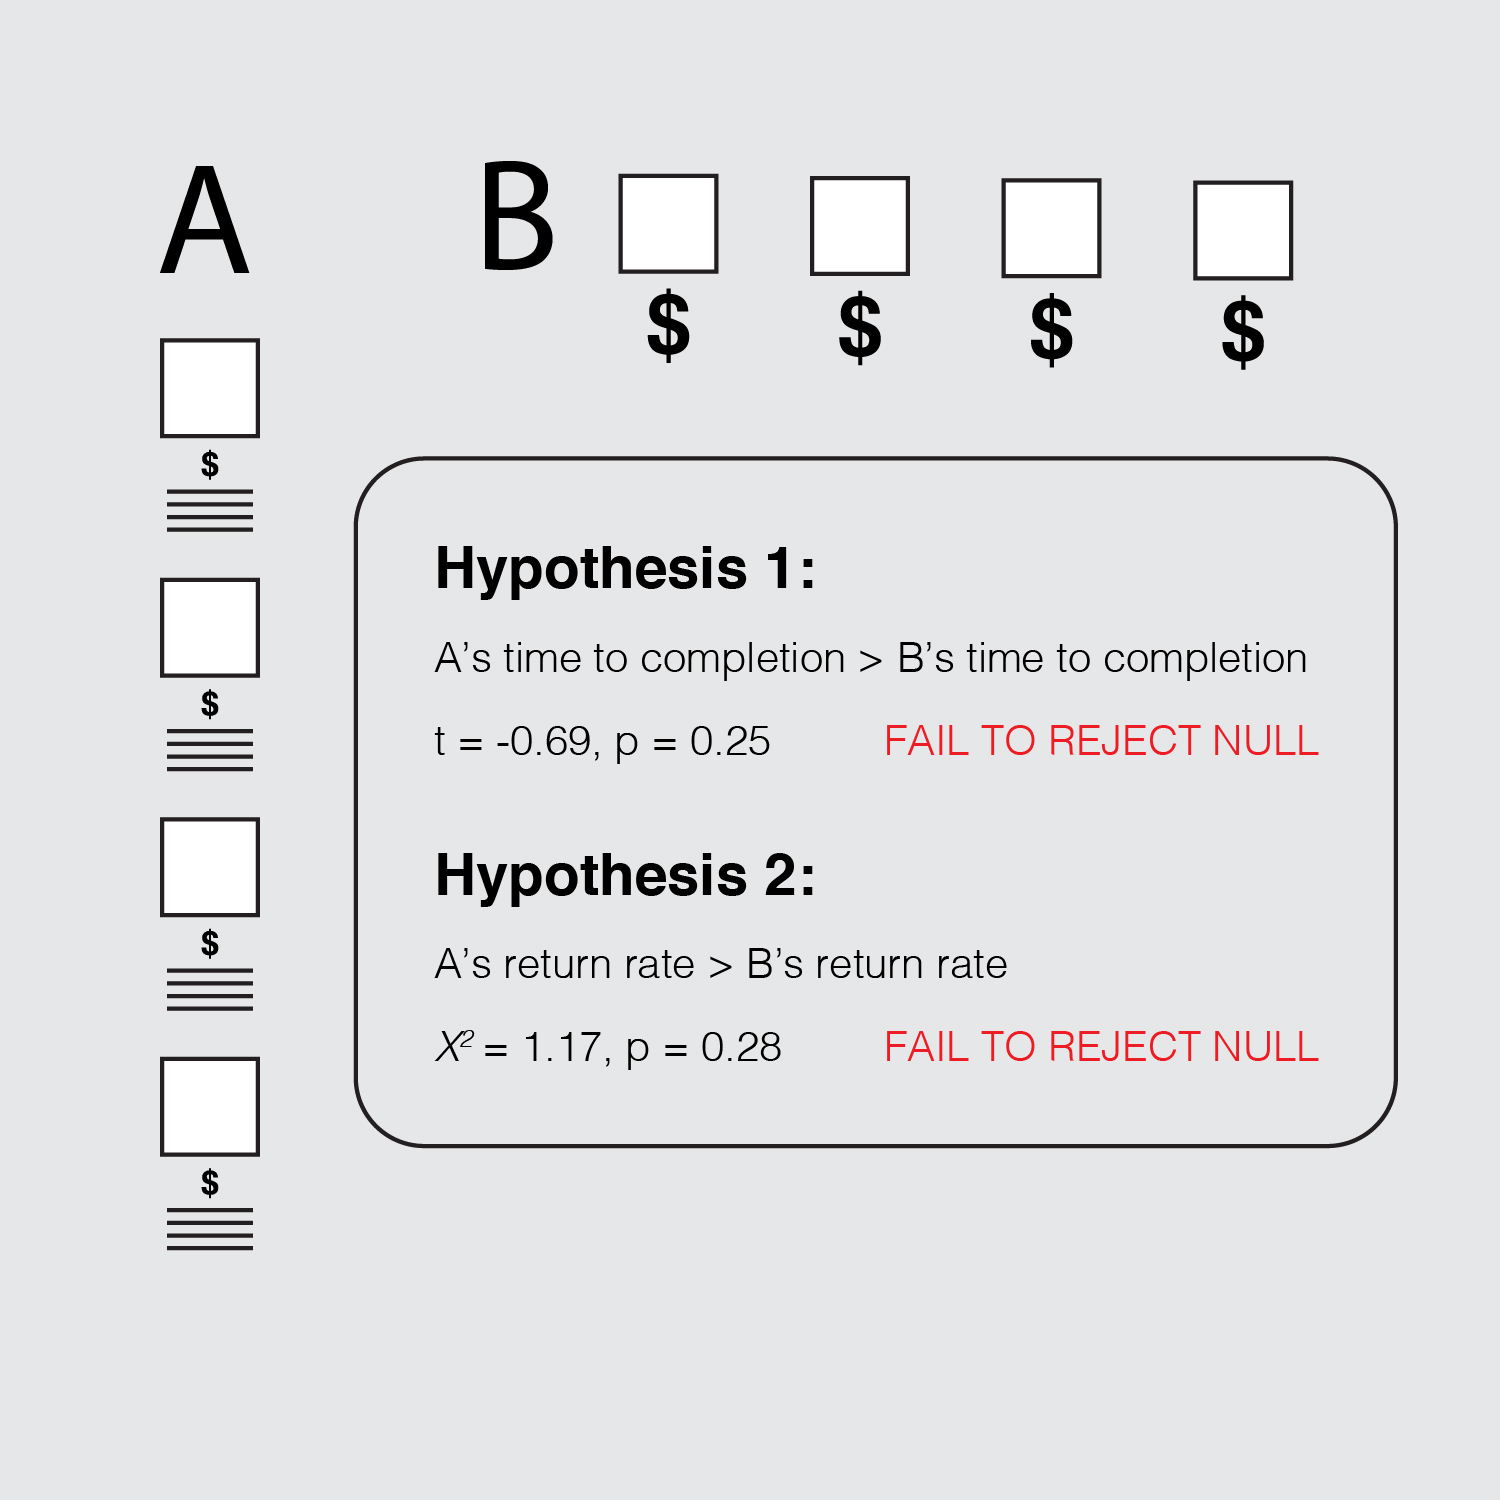 A
$
$
$
$
B
$ $ $ $
Hypothesis 1:
A’s time to completion > B’s time to completion
t = -0.69, p = 0.25 FAIL TO REJECT NULL
Hypothesis 2:
A’s return rate > B’s return rate
X² = 1.17, p = 0.28 FAIL TO REJECT NULL